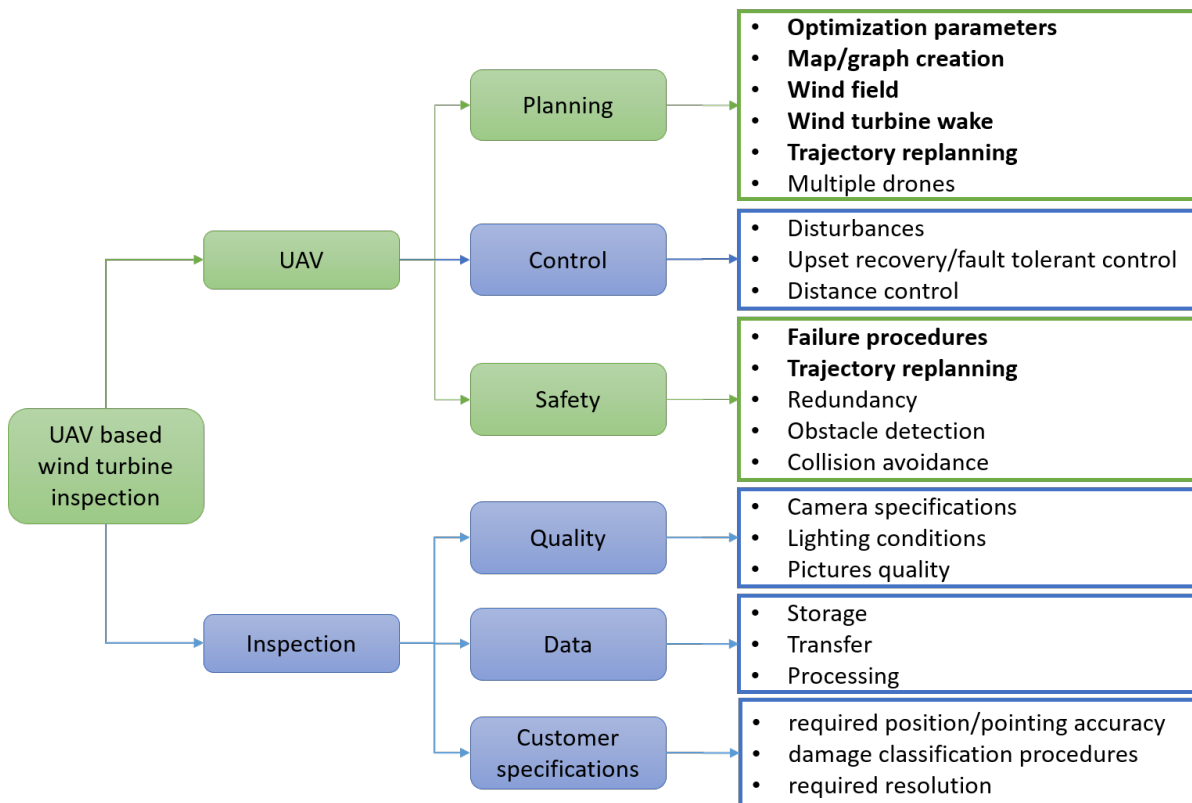 UAV based
wind turbine
inspection
UAV
Planning
• Optimization parameters
• Map/graph creation
• Wind field
• Wind turbine wake
• Trajectory replanning
• Multiple drones
Control
• Disturbances
• Upset recovery/fault tolerant control
• Distance control
Safety
• Failure procedures
• Trajectory replanning
• Redundancy
• Obstacle detection
• Collision avoidance
Inspection
Quality
• Camera specifications
• Lighting conditions
• Pictures quality
Data
• Storage
• Transfer
• Processing
Customer
specifications
• required position/pointing accuracy
• damage classification procedures
• required resolution